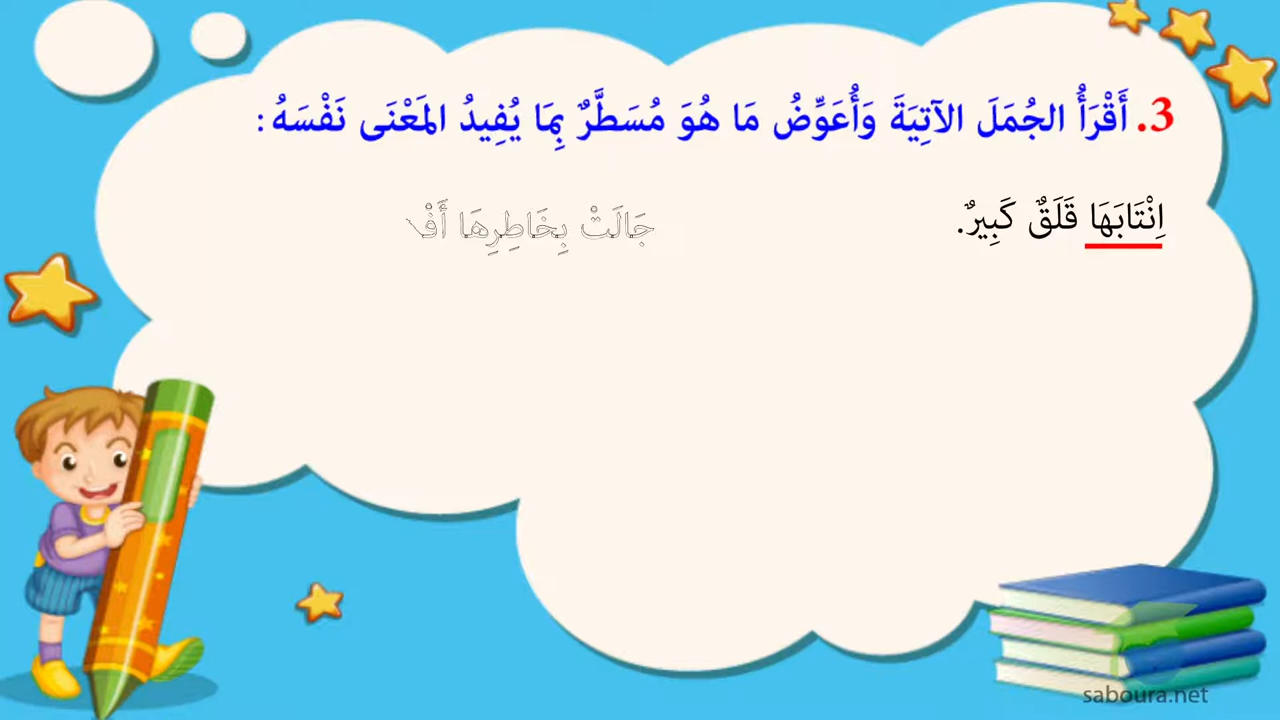 3. أَقْرَأُ الجُمَلَ الآتِيَةَ وَأُعَوِّضُ مَا هُوَ مُسَطَّرٌ بِمَا يُفِيدُ المَعْنَى نَفْسَهُ :
اِنْتَابَهَا قَلَقٌ كَبِيرٌ.
جَالَتْ بِخَاطِرِهَا
saboura.net